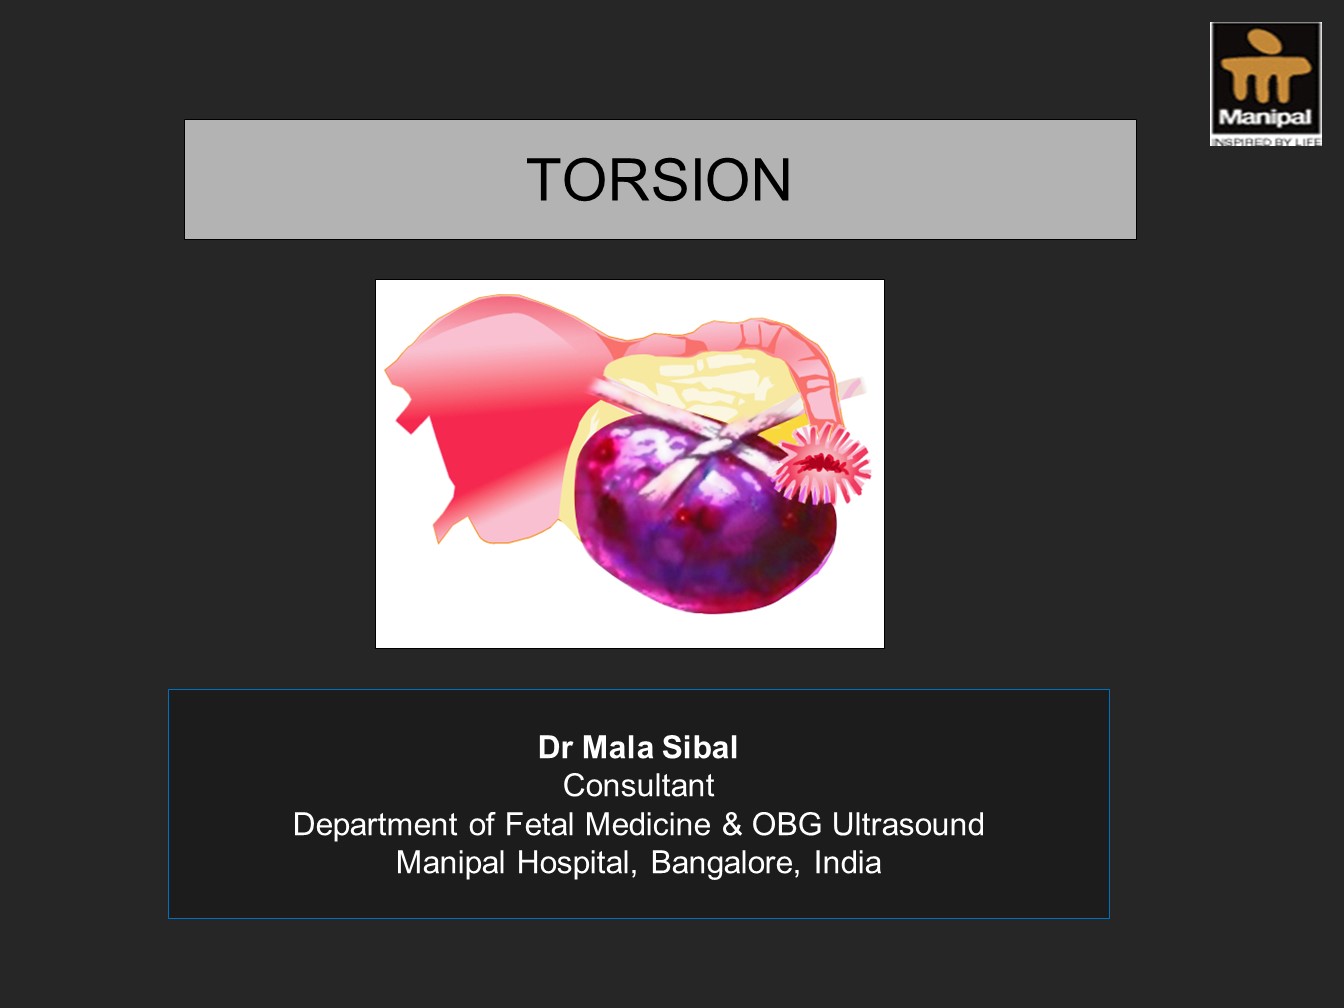 Manipal
INSPIRED BY LIFE
TORSION
Dr Mala Sibal
Consultant
Department of Fetal Medicine & OBG Ultrasound
Manipal Hospital, Bangalore, India